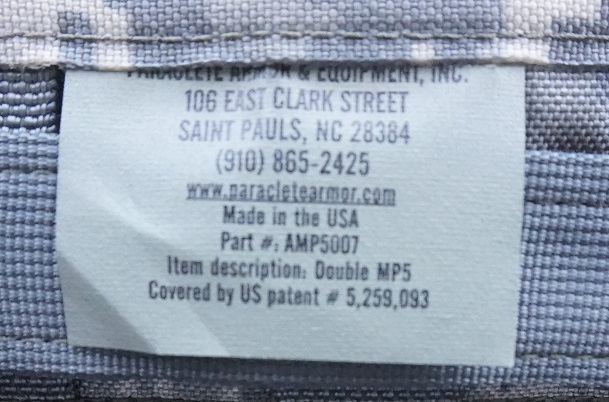 PARACLETE ARMOR & EQUIPMENT, INC.
106 EAST CLARK STREET
SAINT PAULS, NC 28384
(910) 865-2425
www.paracletearmor.com
Made in the USA
Part #: AMP5007
Item description: Double MP5
Covered by US patent # 5,259,093